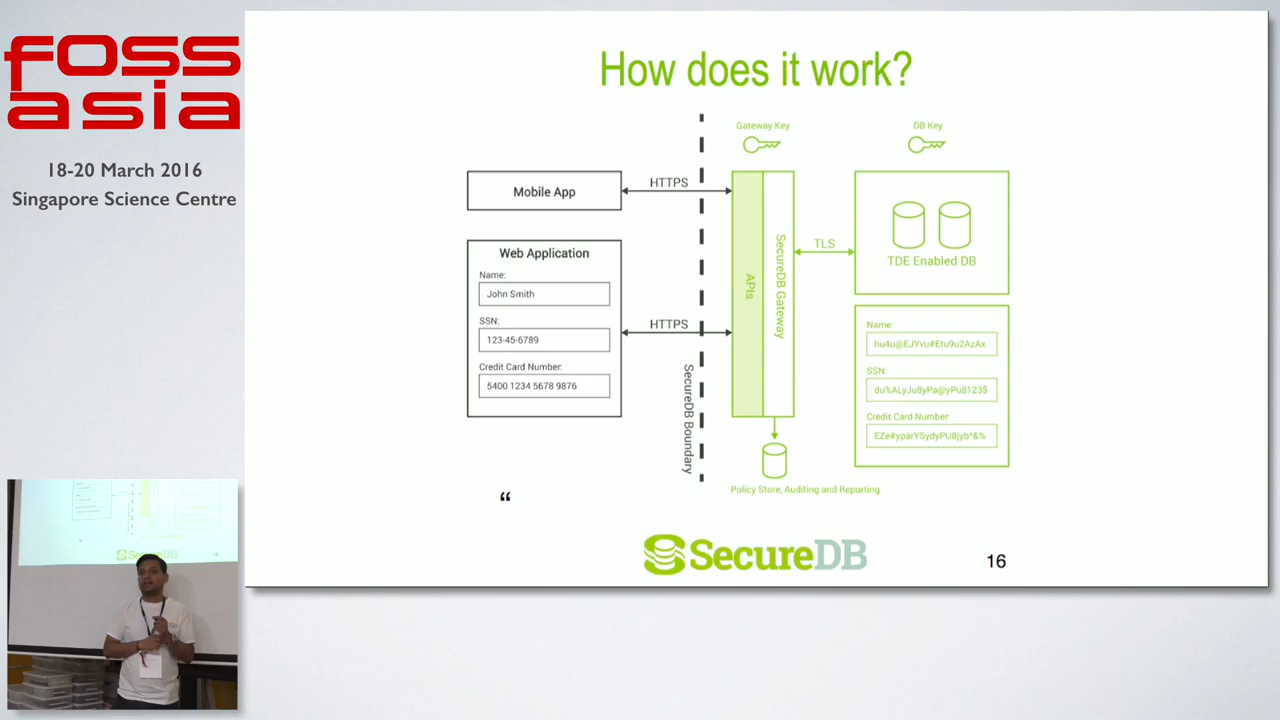 foss
asia
18-20 March 2016
Singapore Science Centre
How does it work?
Gateway Key
DB Key
Mobile App
HTTPS
Web Application
Name:
John Smith
SSN:
123-45-6789
Credit Card Number:
5400 1234 5678 9876
HTTPS
SecureDB Boundary
APIs
SecureDB Gateway
TLS
TDE Enabled DB
Name:
hu4u@EJYvu#Etu9u2AzAx
SSN:
du%ALyJu8yPa@yPu8123$
Credit Card Number:
EZe#yparYSydyPU8jyb^&%
Policy Store, Auditing and Reporting
“
SecureDB
16
SecureDB